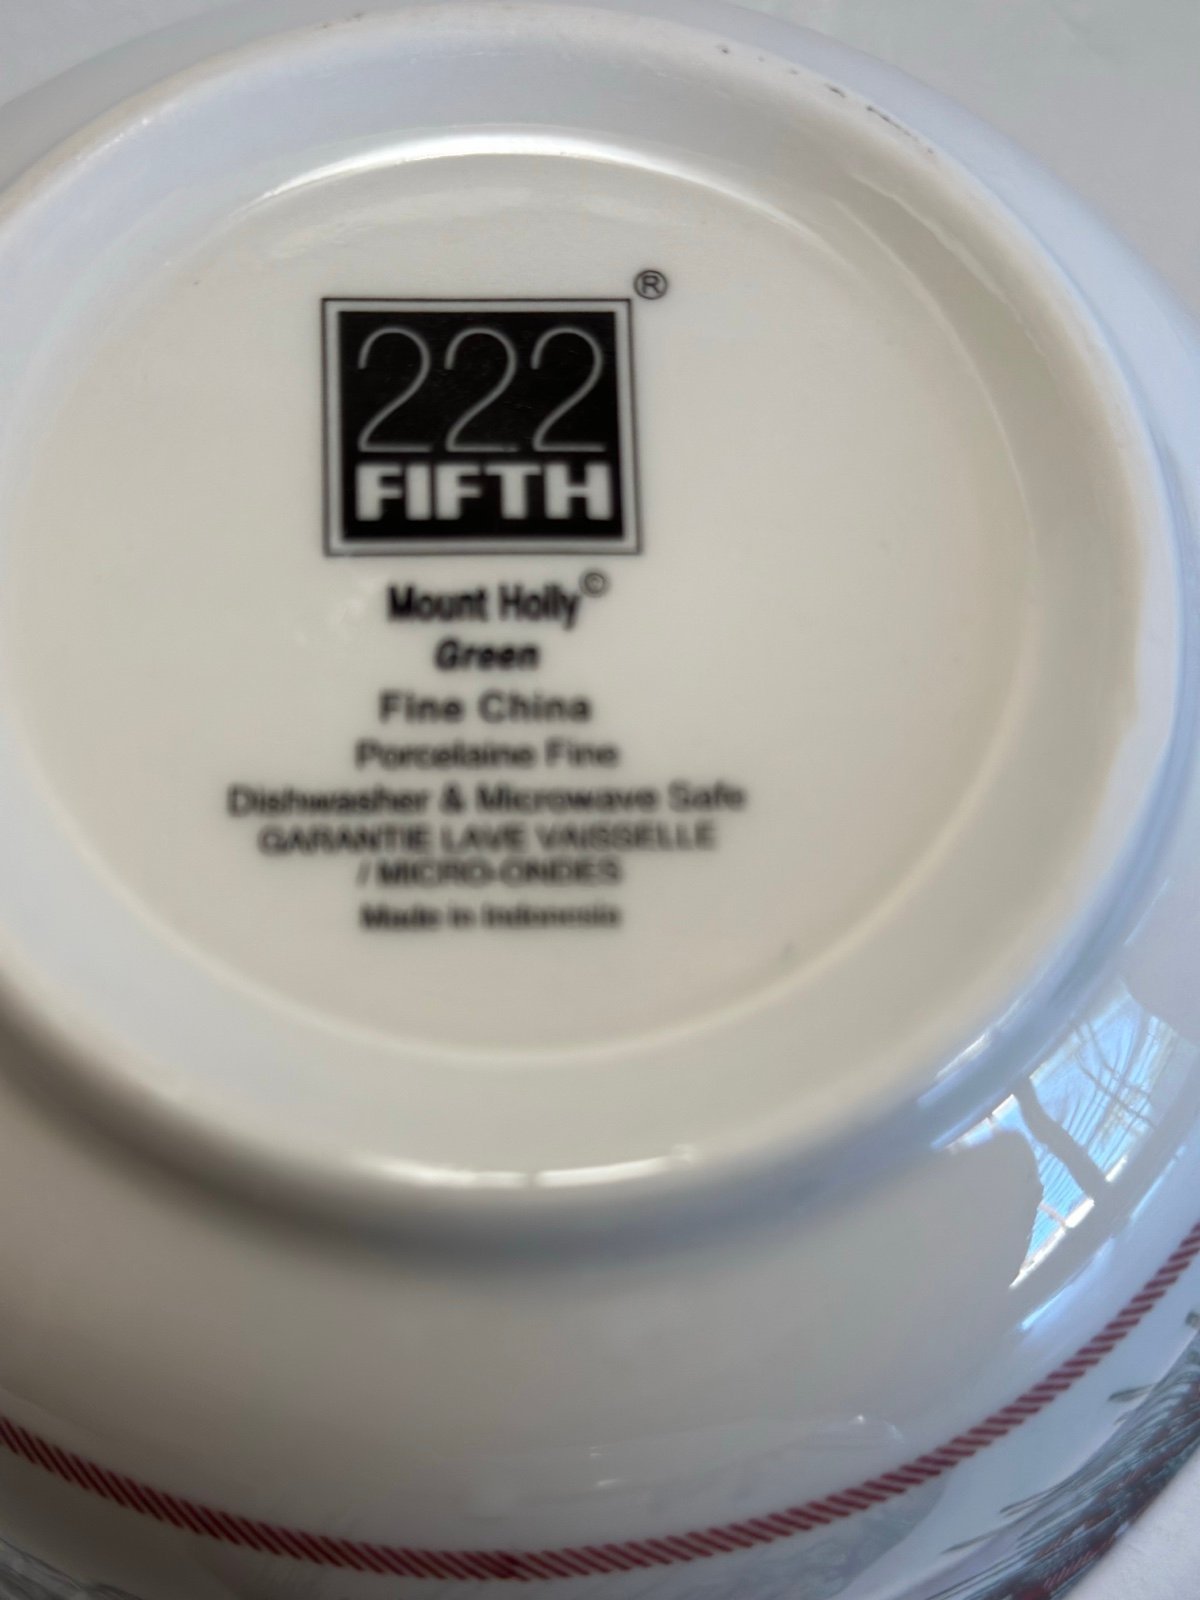 ®
222
FIFTH
Mount Holly©
Green
Fine China
Porcelaine Fine
Dishwasher & Microwave Safe
GARANTIE LAVE VAISSELLE
/ MICRO-ONDES
Made in Indonesia